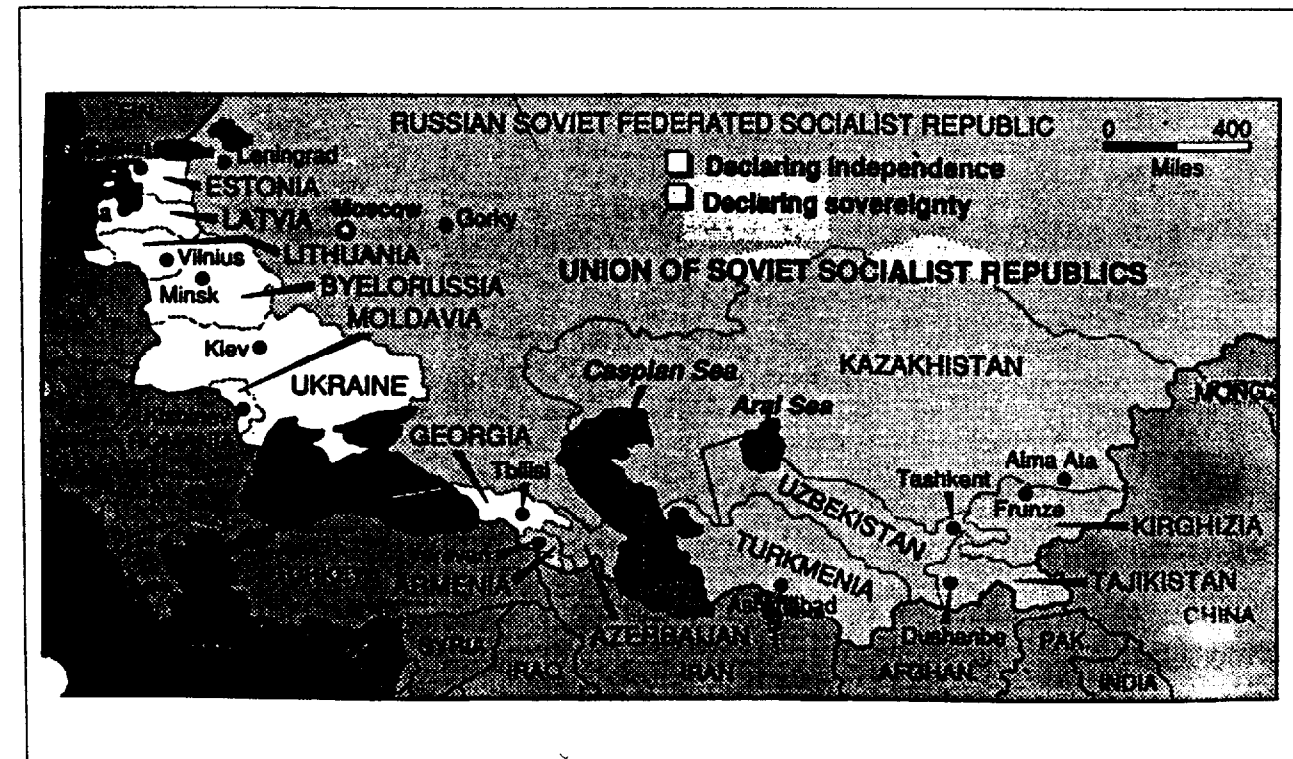 RUSSIAN SOVIET FEDERATED SOCIALIST REPUBLIC
0 400
Miles
Declaring independence
Declaring sovereignty
Leningrad
ESTONIA
LATVIA
Moscow
Gorky
LITHUANIA
Vilnius
UNION OF SOVIET SOCIALIST REPUBLICS
Minsk
BYELORUSSIA
MOLDAVIA
Kiev
UKRAINE
Caspian Sea
KAZAKHISTAN
Aral Sea
GEORGIA
Tbilisi
Alma Ata
Tashkent
Frunze
UZBEKISTAN
KIRGHIZIA
TURKMENIA
ARMENIA
TAJIKISTAN
CHINA
AZERBAIJAN
Dushanbe
PAK.
SYRIA
IRAQ
IRAN
AFGHAN
INDIA